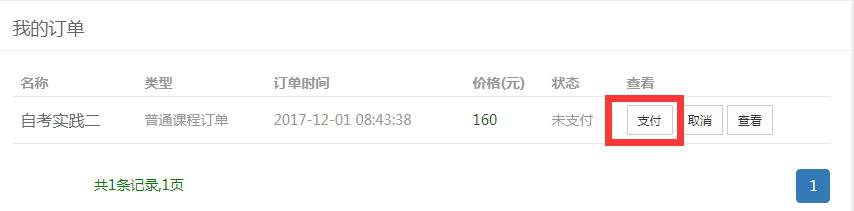 我的订单
名称 类型 订单时间 价格(元) 状态 查看
自考实践二 普通课程订单 2017-12-01 08:43:38 160 未支付 支付 取消 查看
共1条记录,1页 1